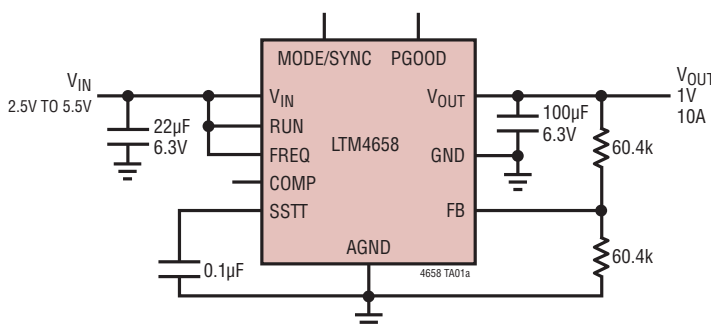 MODE/SYNC PGOOD
VIN
2.5V TO 5.5V
22µF
6.3V
VIN
RUN
FREQ
COMP
SSTT
LTM4658
VOUT
GND
FB
AGND
4658 TA01a
0.1µF
100µF
6.3V
VOUT
1V
10A
60.4k
60.4k